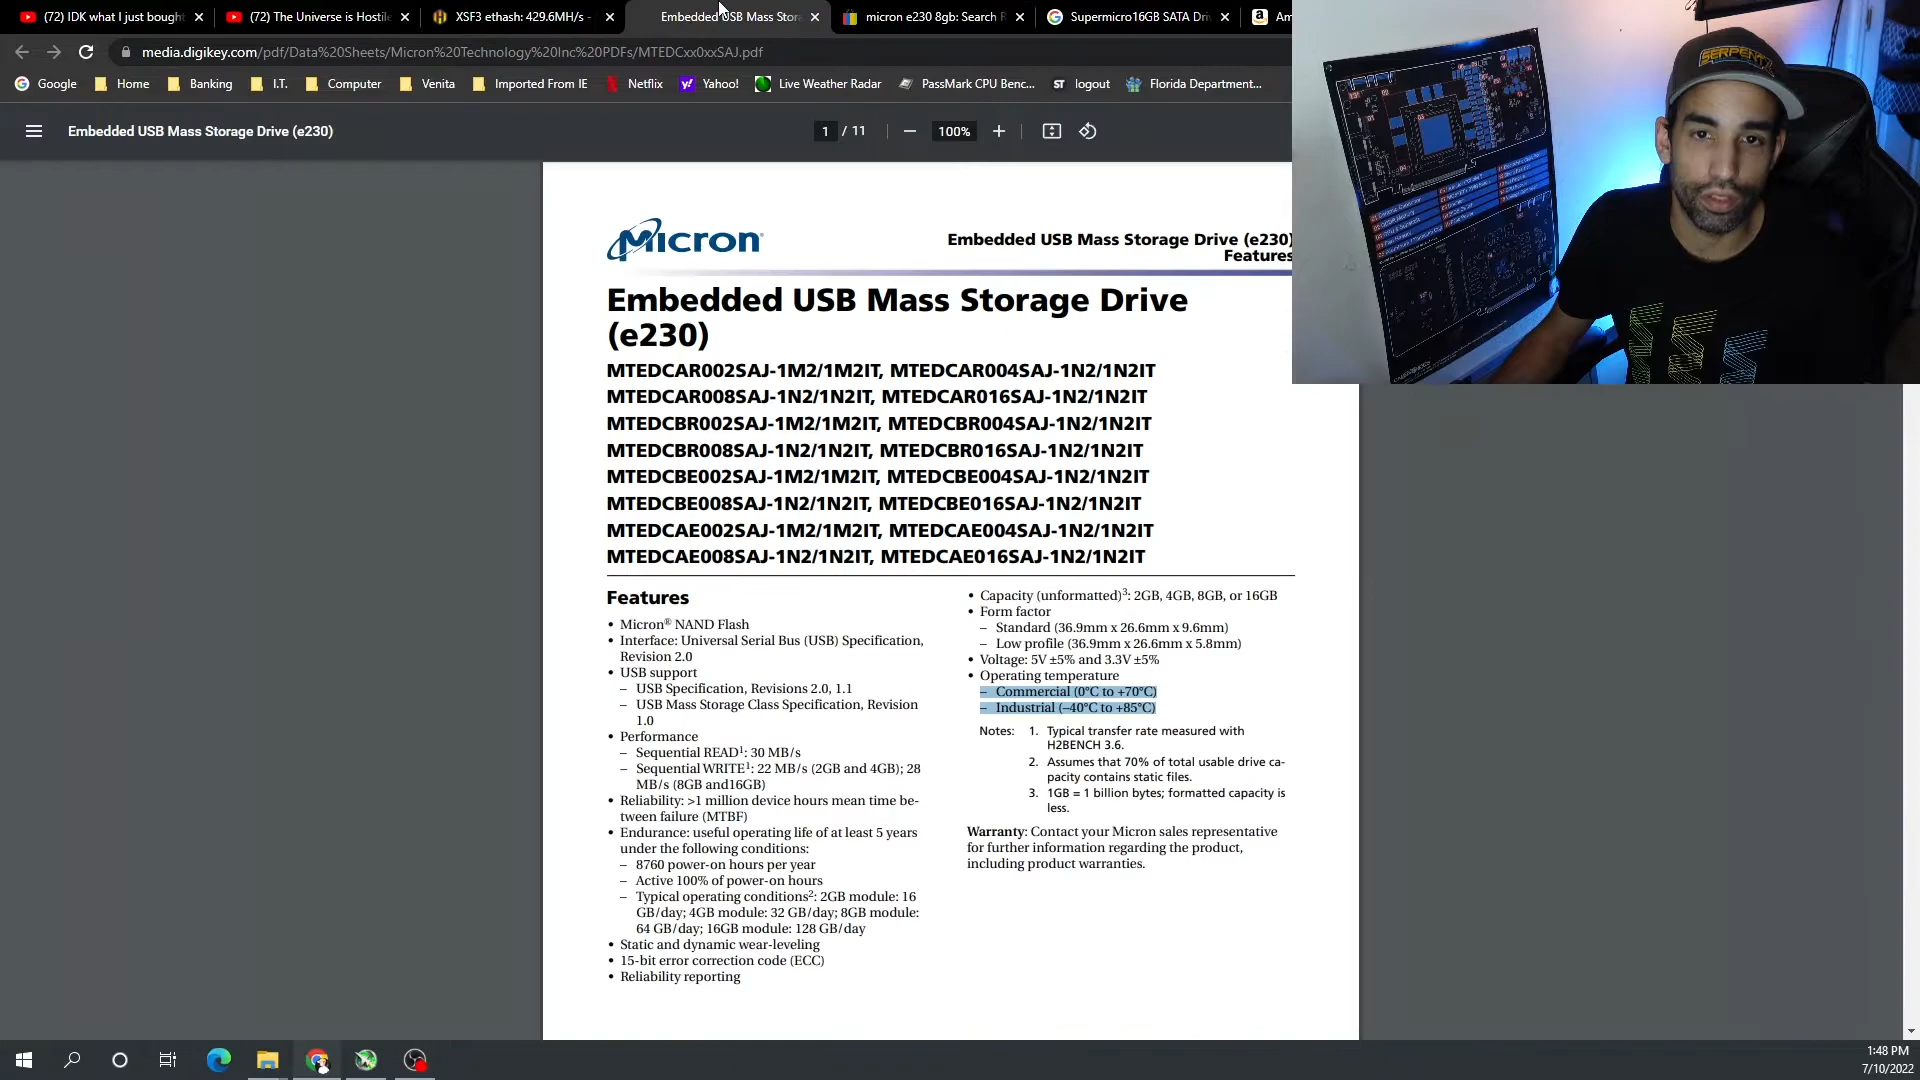 (72) IDK what I just bought
(72) The Universe is Hostile
XSF3 ethash: 429.6MH/s -
Embedded USB Mass Stora
micron e230 8gb: Search R
Supermicro16GB SATA Dri
Am
media.digikey.com/pdf/Data%20Sheets/Micron%20Technology%20Inc%20PDFs/MTEDCxx0xxSAJ.pdf
Google Home Banking I.T. Computer Venita Imported From IE Netflix Yahoo! Live Weather Radar PassMark CPU Benc... ST logout Florida Department...
Embedded USB Mass Storage Drive (e230)
1 / 11 — 100% +
Micron®
Embedded USB Mass Storage Drive (e230)
Features
Embedded USB Mass Storage Drive
(e230)
MTEDCAR002SAJ-1M2/1M2IT, MTEDCAR004SAJ-1N2/1N2IT
MTEDCAR008SAJ-1N2/1N2IT, MTEDCAR016SAJ-1N2/1N2IT
MTEDCBR002SAJ-1M2/1M2IT, MTEDCBR004SAJ-1N2/1N2IT
MTEDCBR008SAJ-1N2/1N2IT, MTEDCBR016SAJ-1N2/1N2IT
MTEDCBE002SAJ-1M2/1M2IT, MTEDCBE004SAJ-1N2/1N2IT
MTEDCBE008SAJ-1N2/1N2IT, MTEDCBE016SAJ-1N2/1N2IT
MTEDCAE002SAJ-1M2/1M2IT, MTEDCAE004SAJ-1N2/1N2IT
MTEDCAE008SAJ-1N2/1N2IT, MTEDCAE016SAJ-1N2/1N2IT
Features
• Micron® NAND Flash
• Interface: Universal Serial Bus (USB) Specification,
Revision 2.0
• USB support
– USB Specification, Revisions 2.0, 1.1
– USB Mass Storage Class Specification, Revision
1.0
• Performance
– Sequential READ1: 30 MB/s
– Sequential WRITE1: 22 MB/s (2GB and 4GB); 28
MB/s (8GB and16GB)
• Reliability: >1 million device hours mean time be-
tween failure (MTBF)
• Endurance: useful operating life of at least 5 years
under the following conditions:
– 8760 power-on hours per year
– Active 100% of power-on hours
– Typical operating conditions2: 2GB module: 16
GB/day; 4GB module: 32 GB/day; 8GB module:
64 GB/day; 16GB module: 128 GB/day
• Static and dynamic wear-leveling
• 15-bit error correction code (ECC)
• Reliability reporting
• Capacity (unformatted)3: 2GB, 4GB, 8GB, or 16GB
• Form factor
– Standard (36.9mm x 26.6mm x 9.6mm)
– Low profile (36.9mm x 26.6mm x 5.8mm)
• Voltage: 5V ±5% and 3.3V ±5%
• Operating temperature
– Commercial (0°C to +70°C)
– Industrial (–40°C to +85°C)
Notes: 1. Typical transfer rate measured with
H2BENCH 3.6.
2. Assumes that 70% of total usable drive ca-
pacity contains static files.
3. 1GB = 1 billion bytes; formatted capacity is
less.
Warranty: Contact your Micron sales representative
for further information regarding the product,
including product warranties.
SERPENT
1:48 PM
7/10/2022